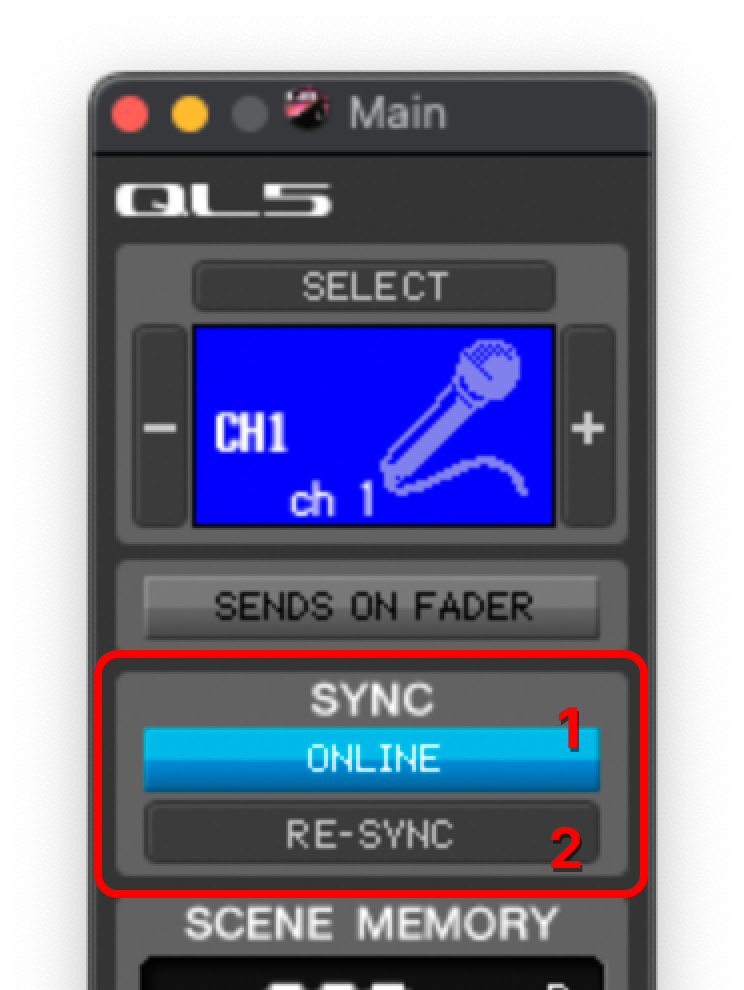 Main
QL5
SELECT
−
CH1
ch 1
+
SENDS ON FADER
SYNC
1
ONLINE
RE-SYNC
2
SCENE MEMORY